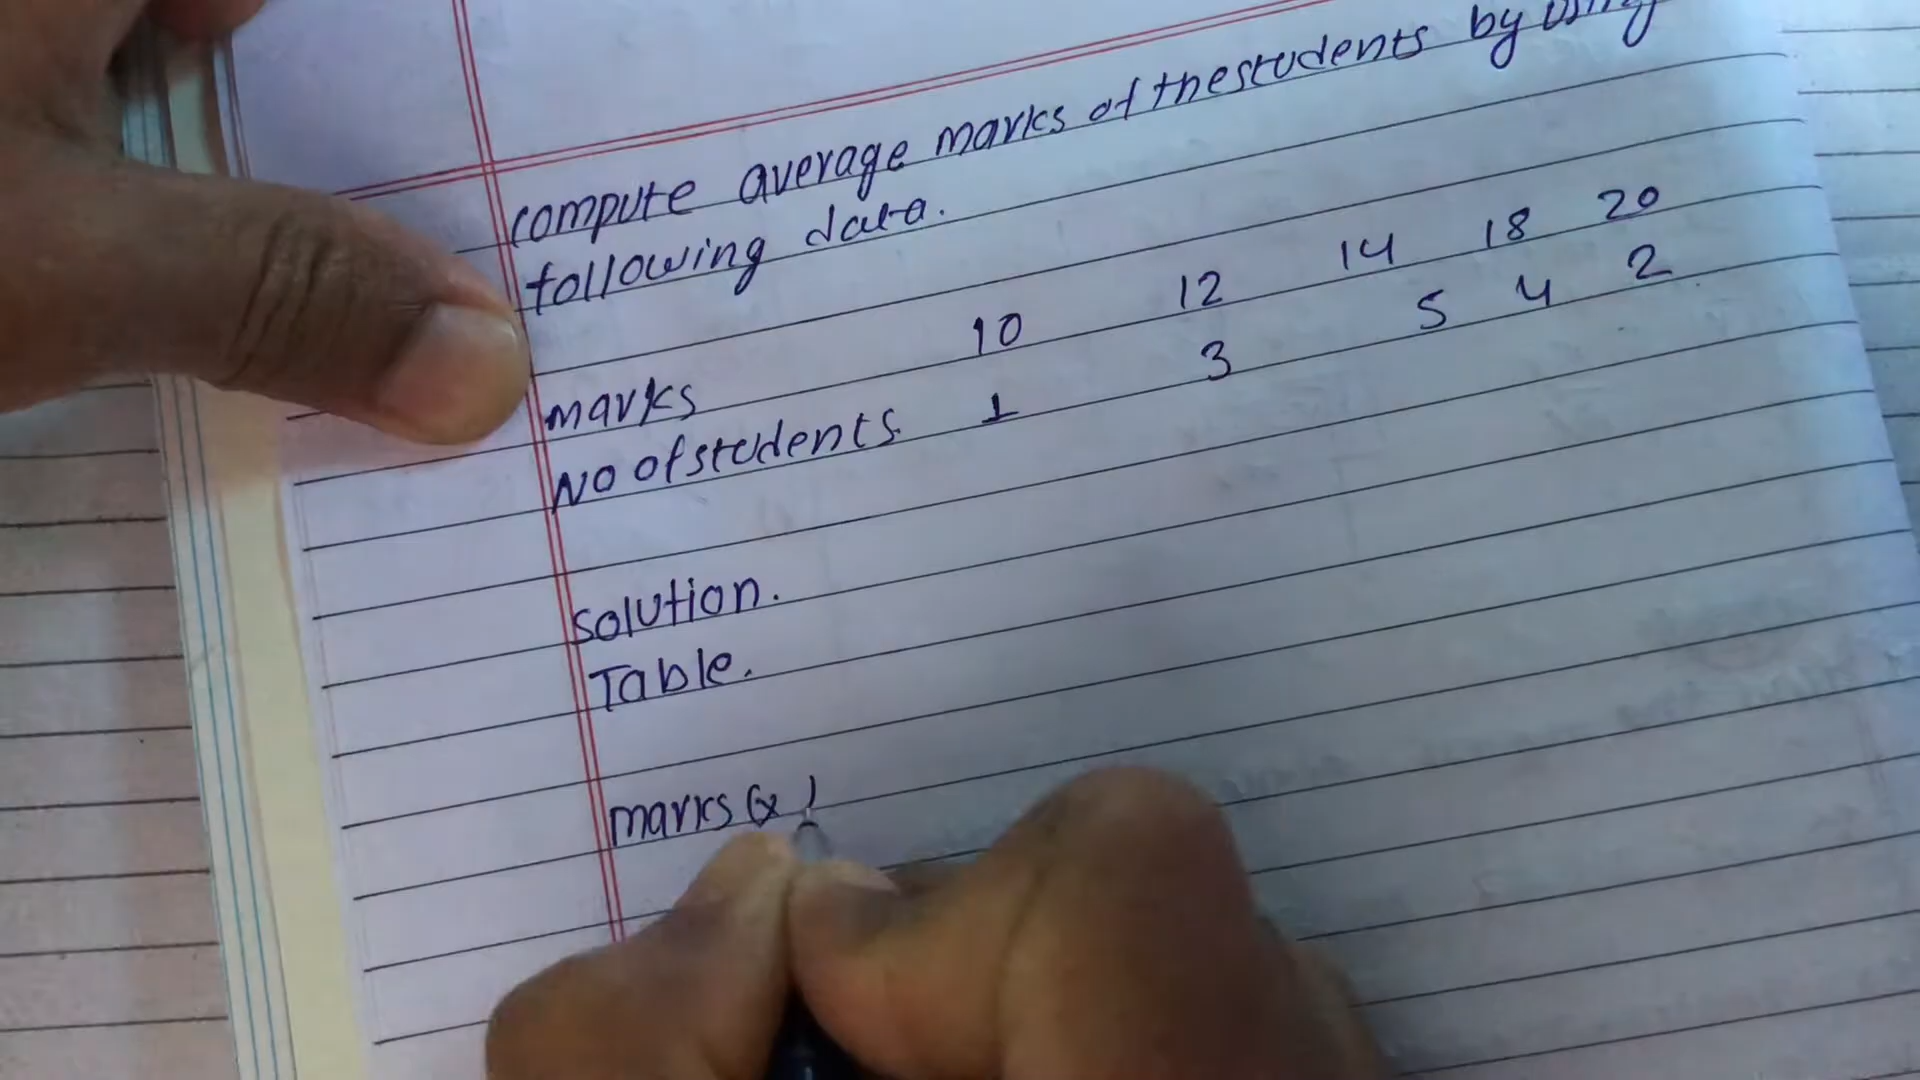 compute average marks of the students by using
following data.
marks 10 12 14 18 20
No of students 1 3 5 4 2
solution.
Table.
marks (x)